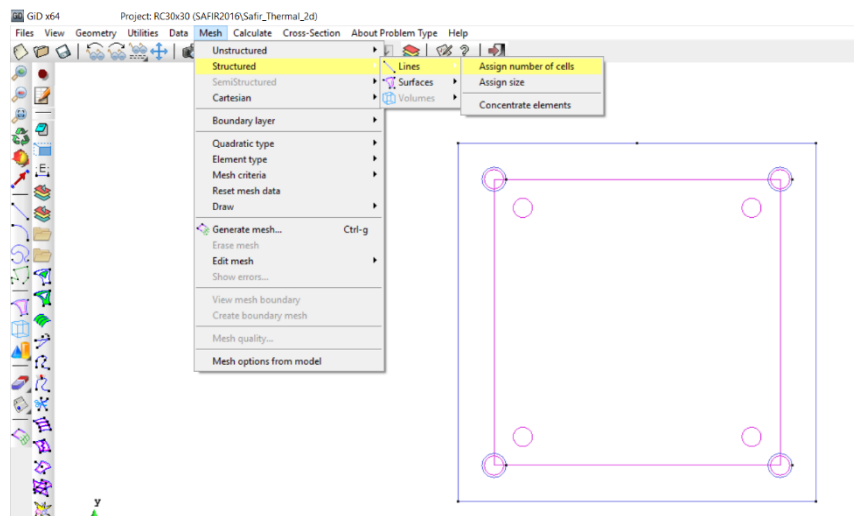 GiD x64 Project: RC30x30 (SAFIR2016\Safir_Thermal_2d)
Files View Geometry Utilities Data Mesh Calculate Cross-Section About Problem Type Help
Unstructured
Structured
SemiStructured
Cartesian
Boundary layer
Quadratic type
Element type
Mesh criteria
Reset mesh data
Draw
Generate mesh... Ctrl-g
Erase mesh
Edit mesh
Show errors...
View mesh boundary
Create boundary mesh
Mesh quality...
Mesh options from model
Lines
Surfaces
Volumes
Assign number of cells
Assign size
Concentrate elements
y